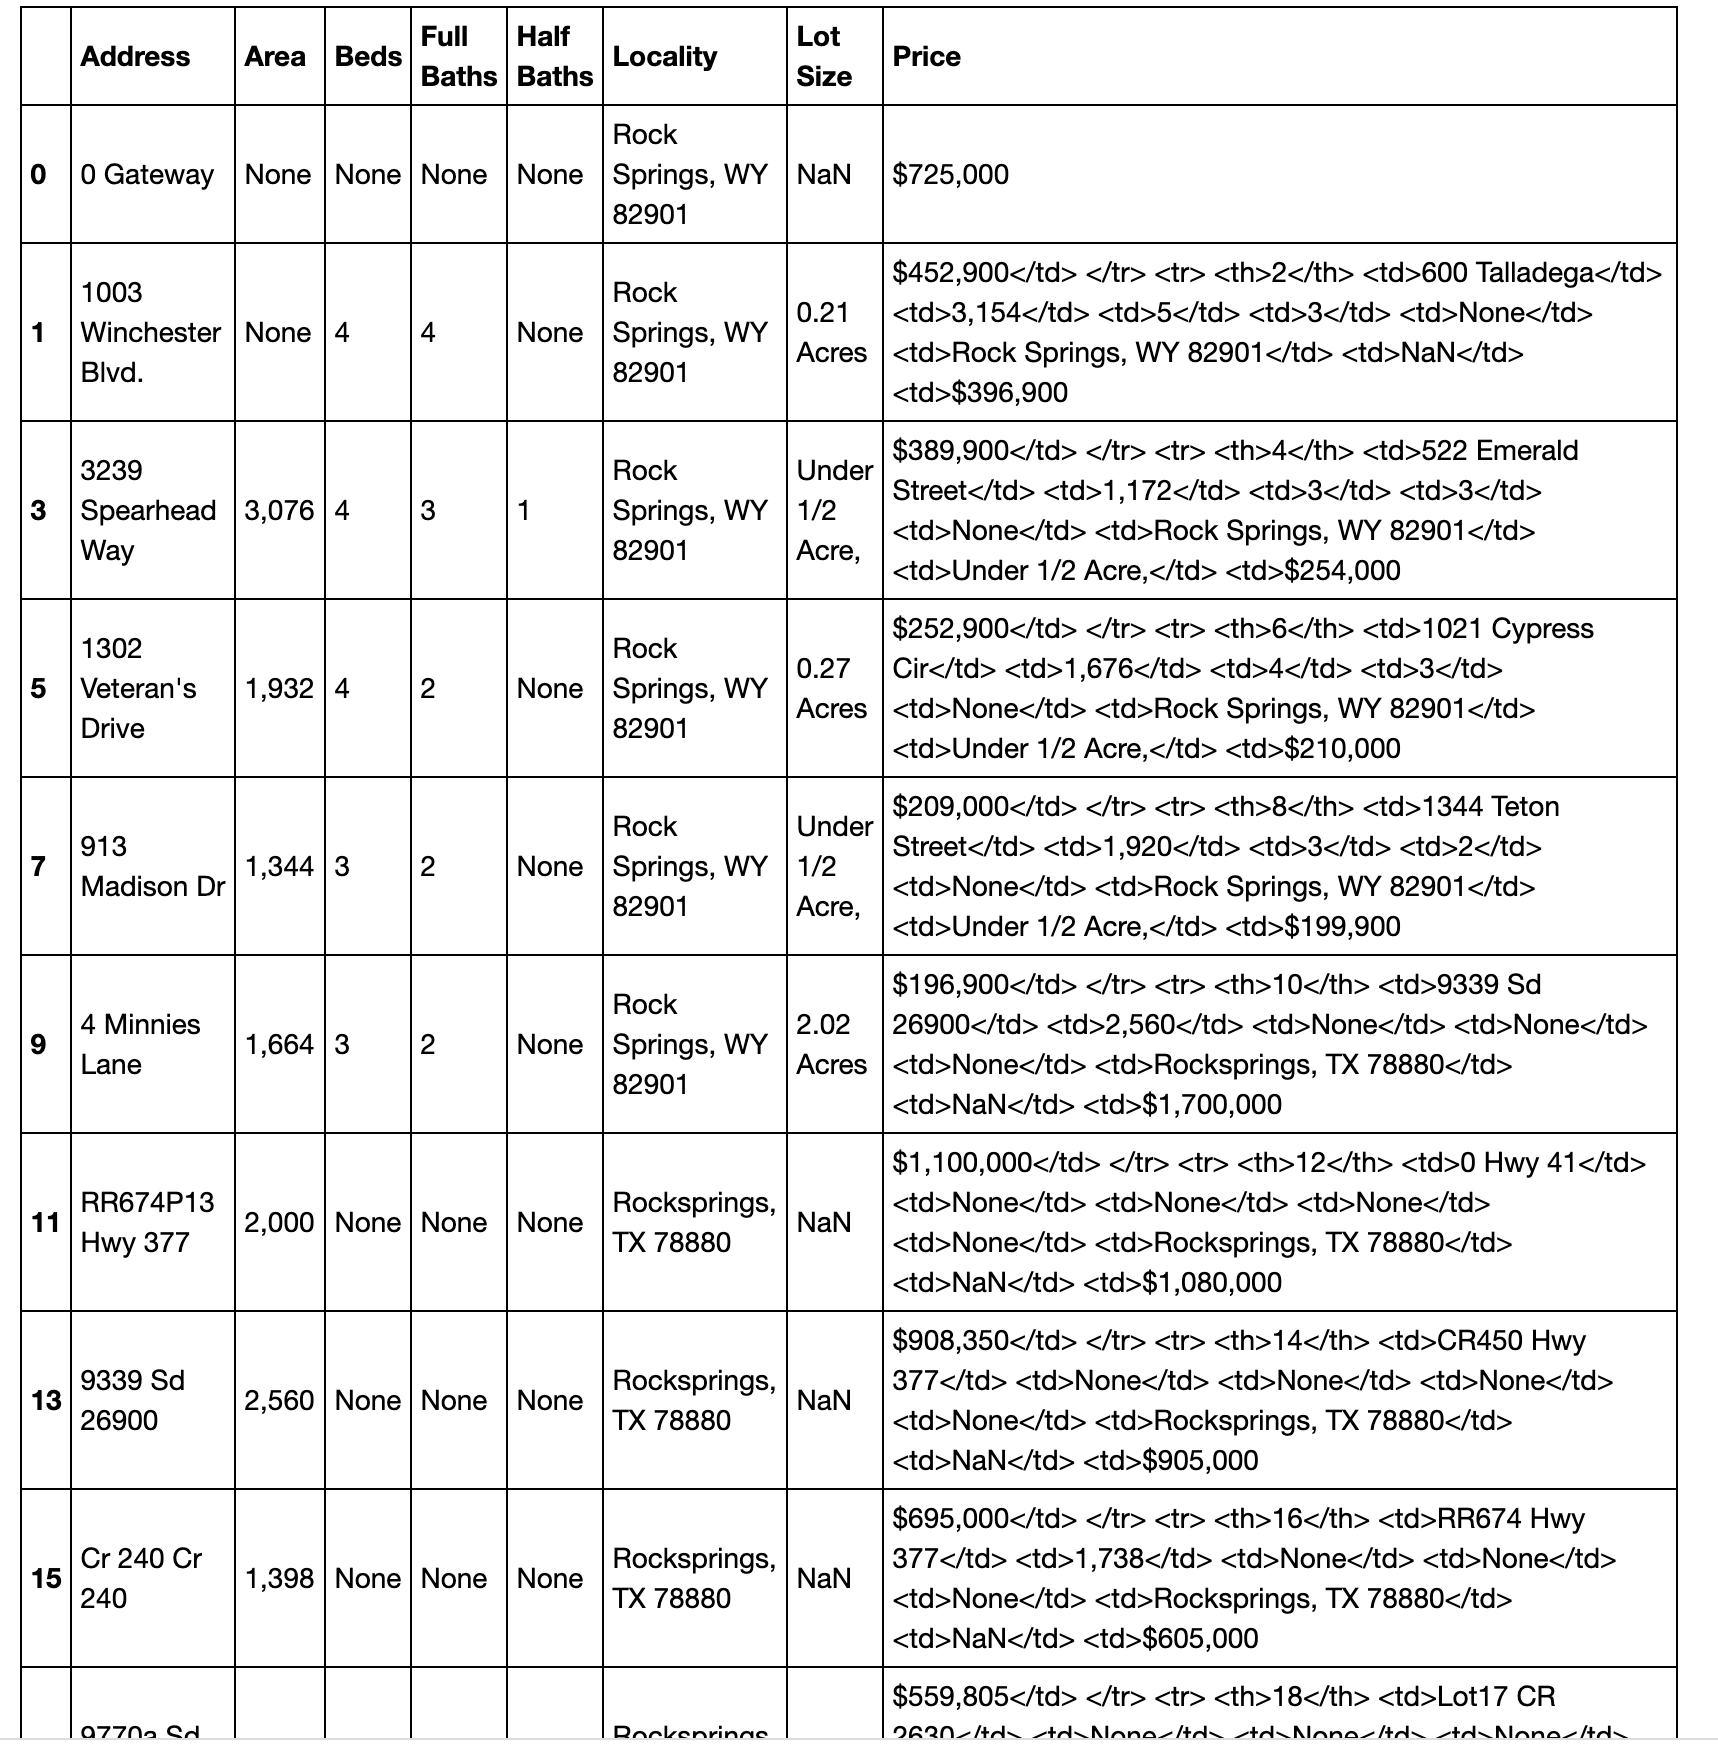 Address Area Beds Full Baths Half Baths Locality Lot Size Price
0 0 Gateway None None None None Rock Springs, WY 82901 NaN $725,000
1 1003 Winchester Blvd. None 4 4 None Rock Springs, WY 82901 0.21 Acres $452,900</td> </tr> <tr> <th>2</th> <td>600 Talladega</td>
<td>3,154</td> <td>5</td> <td>3</td> <td>None</td>
<td>Rock Springs, WY 82901</td> <td>NaN</td>
<td>$396,900
3 3239 Spearhead Way 3,076 4 3 1 Rock Springs, WY 82901 Under 1/2 Acre, $389,900</td> </tr> <tr> <th>4</th> <td>522 Emerald
Street</td> <td>1,172</td> <td>3</td> <td>3</td>
<td>None</td> <td>Rock Springs, WY 82901</td>
<td>Under 1/2 Acre,</td> <td>$254,000
5 1302 Veteran's Drive 1,932 4 2 None Rock Springs, WY 82901 0.27 Acres $252,900</td> </tr> <tr> <th>6</th> <td>1021 Cypress
Cir</td> <td>1,676</td> <td>4</td> <td>3</td>
<td>None</td> <td>Rock Springs, WY 82901</td>
<td>Under 1/2 Acre,</td> <td>$210,000
7 913 Madison Dr 1,344 3 2 None Rock Springs, WY 82901 Under 1/2 Acre, $209,000</td> </tr> <tr> <th>8</th> <td>1344 Teton
Street</td> <td>1,920</td> <td>3</td> <td>2</td>
<td>None</td> <td>Rock Springs, WY 82901</td>
<td>Under 1/2 Acre,</td> <td>$199,900
9 4 Minnies Lane 1,664 3 2 None Rock Springs, WY 82901 2.02 Acres $196,900</td> </tr> <tr> <th>10</th> <td>9339 Sd
26900</td> <td>2,560</td> <td>None</td> <td>None</td>
<td>None</td> <td>Rocksprings, TX 78880</td>
<td>NaN</td> <td>$1,700,000
11 RR674P13 Hwy 377 2,000 None None None Rocksprings, TX 78880 NaN $1,100,000</td> </tr> <tr> <th>12</th> <td>0 Hwy 41</td>
<td>None</td> <td>None</td> <td>None</td>
<td>None</td> <td>Rocksprings, TX 78880</td>
<td>NaN</td> <td>$1,080,000
13 9339 Sd 26900 2,560 None None None Rocksprings, TX 78880 NaN $908,350</td> </tr> <tr> <th>14</th> <td>CR450 Hwy
377</td> <td>None</td> <td>None</td> <td>None</td>
<td>None</td> <td>Rocksprings, TX 78880</td>
<td>NaN</td> <td>$905,000
15 Cr 240 Cr 240 1,398 None None None Rocksprings, TX 78880 NaN $695,000</td> </tr> <tr> <th>16</th> <td>RR674 Hwy
377</td> <td>1,738</td> <td>None</td> <td>None</td>
<td>None</td> <td>Rocksprings, TX 78880</td>
<td>NaN</td> <td>$605,000
$559,805</td> </tr> <tr> <th>18</th> <td>Lot17 CR
9770a Sd Rocksprings 2630</td> <td>None</td> <td>None</td> <td>None</td>